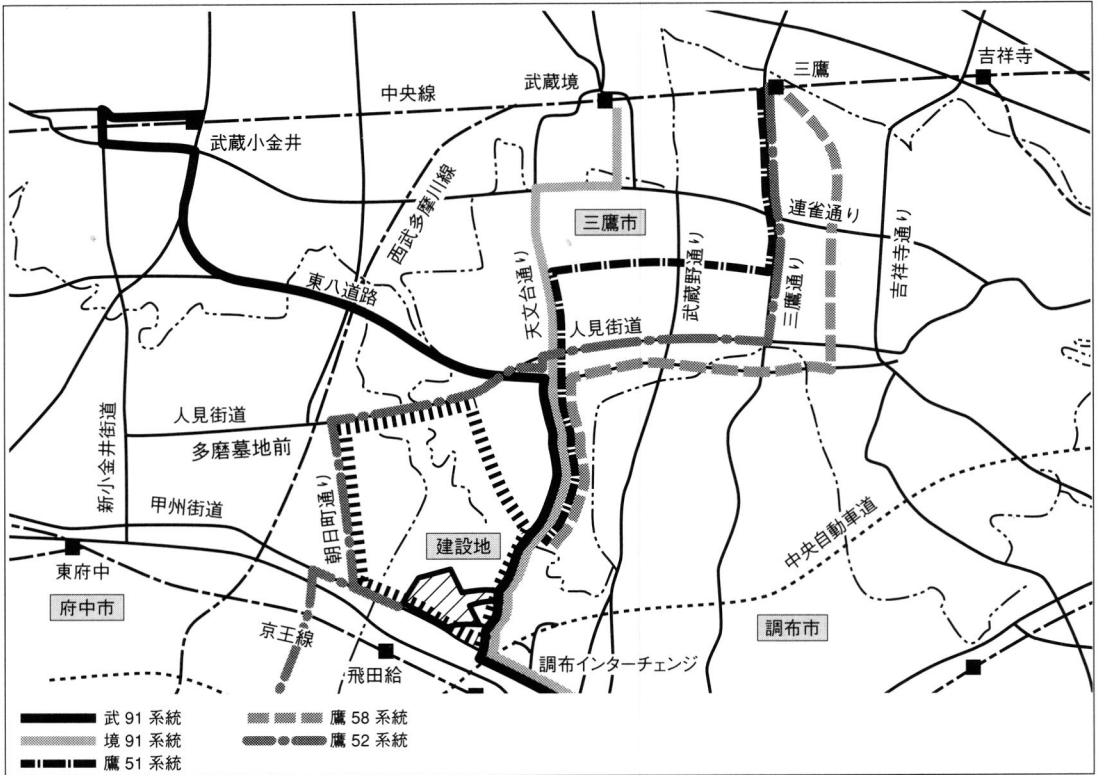 吉祥寺
三鷹
武蔵境
中央線
武蔵小金井
西武多摩川線
連雀通り
三鷹市
吉祥寺通り
武蔵野通り
三鷹通り
天文台通り
東八道路
人見街道
人見街道
多磨墓地前
新小金井街道
甲州街道
朝日町通り
建設地
中央自動車道
東府中
府中市
京王線
調布市
飛田給
調布インターチェンジ
武 91 系統
鷹 58 系統
境 91 系統
鷹 52 系統
鷹 51 系統